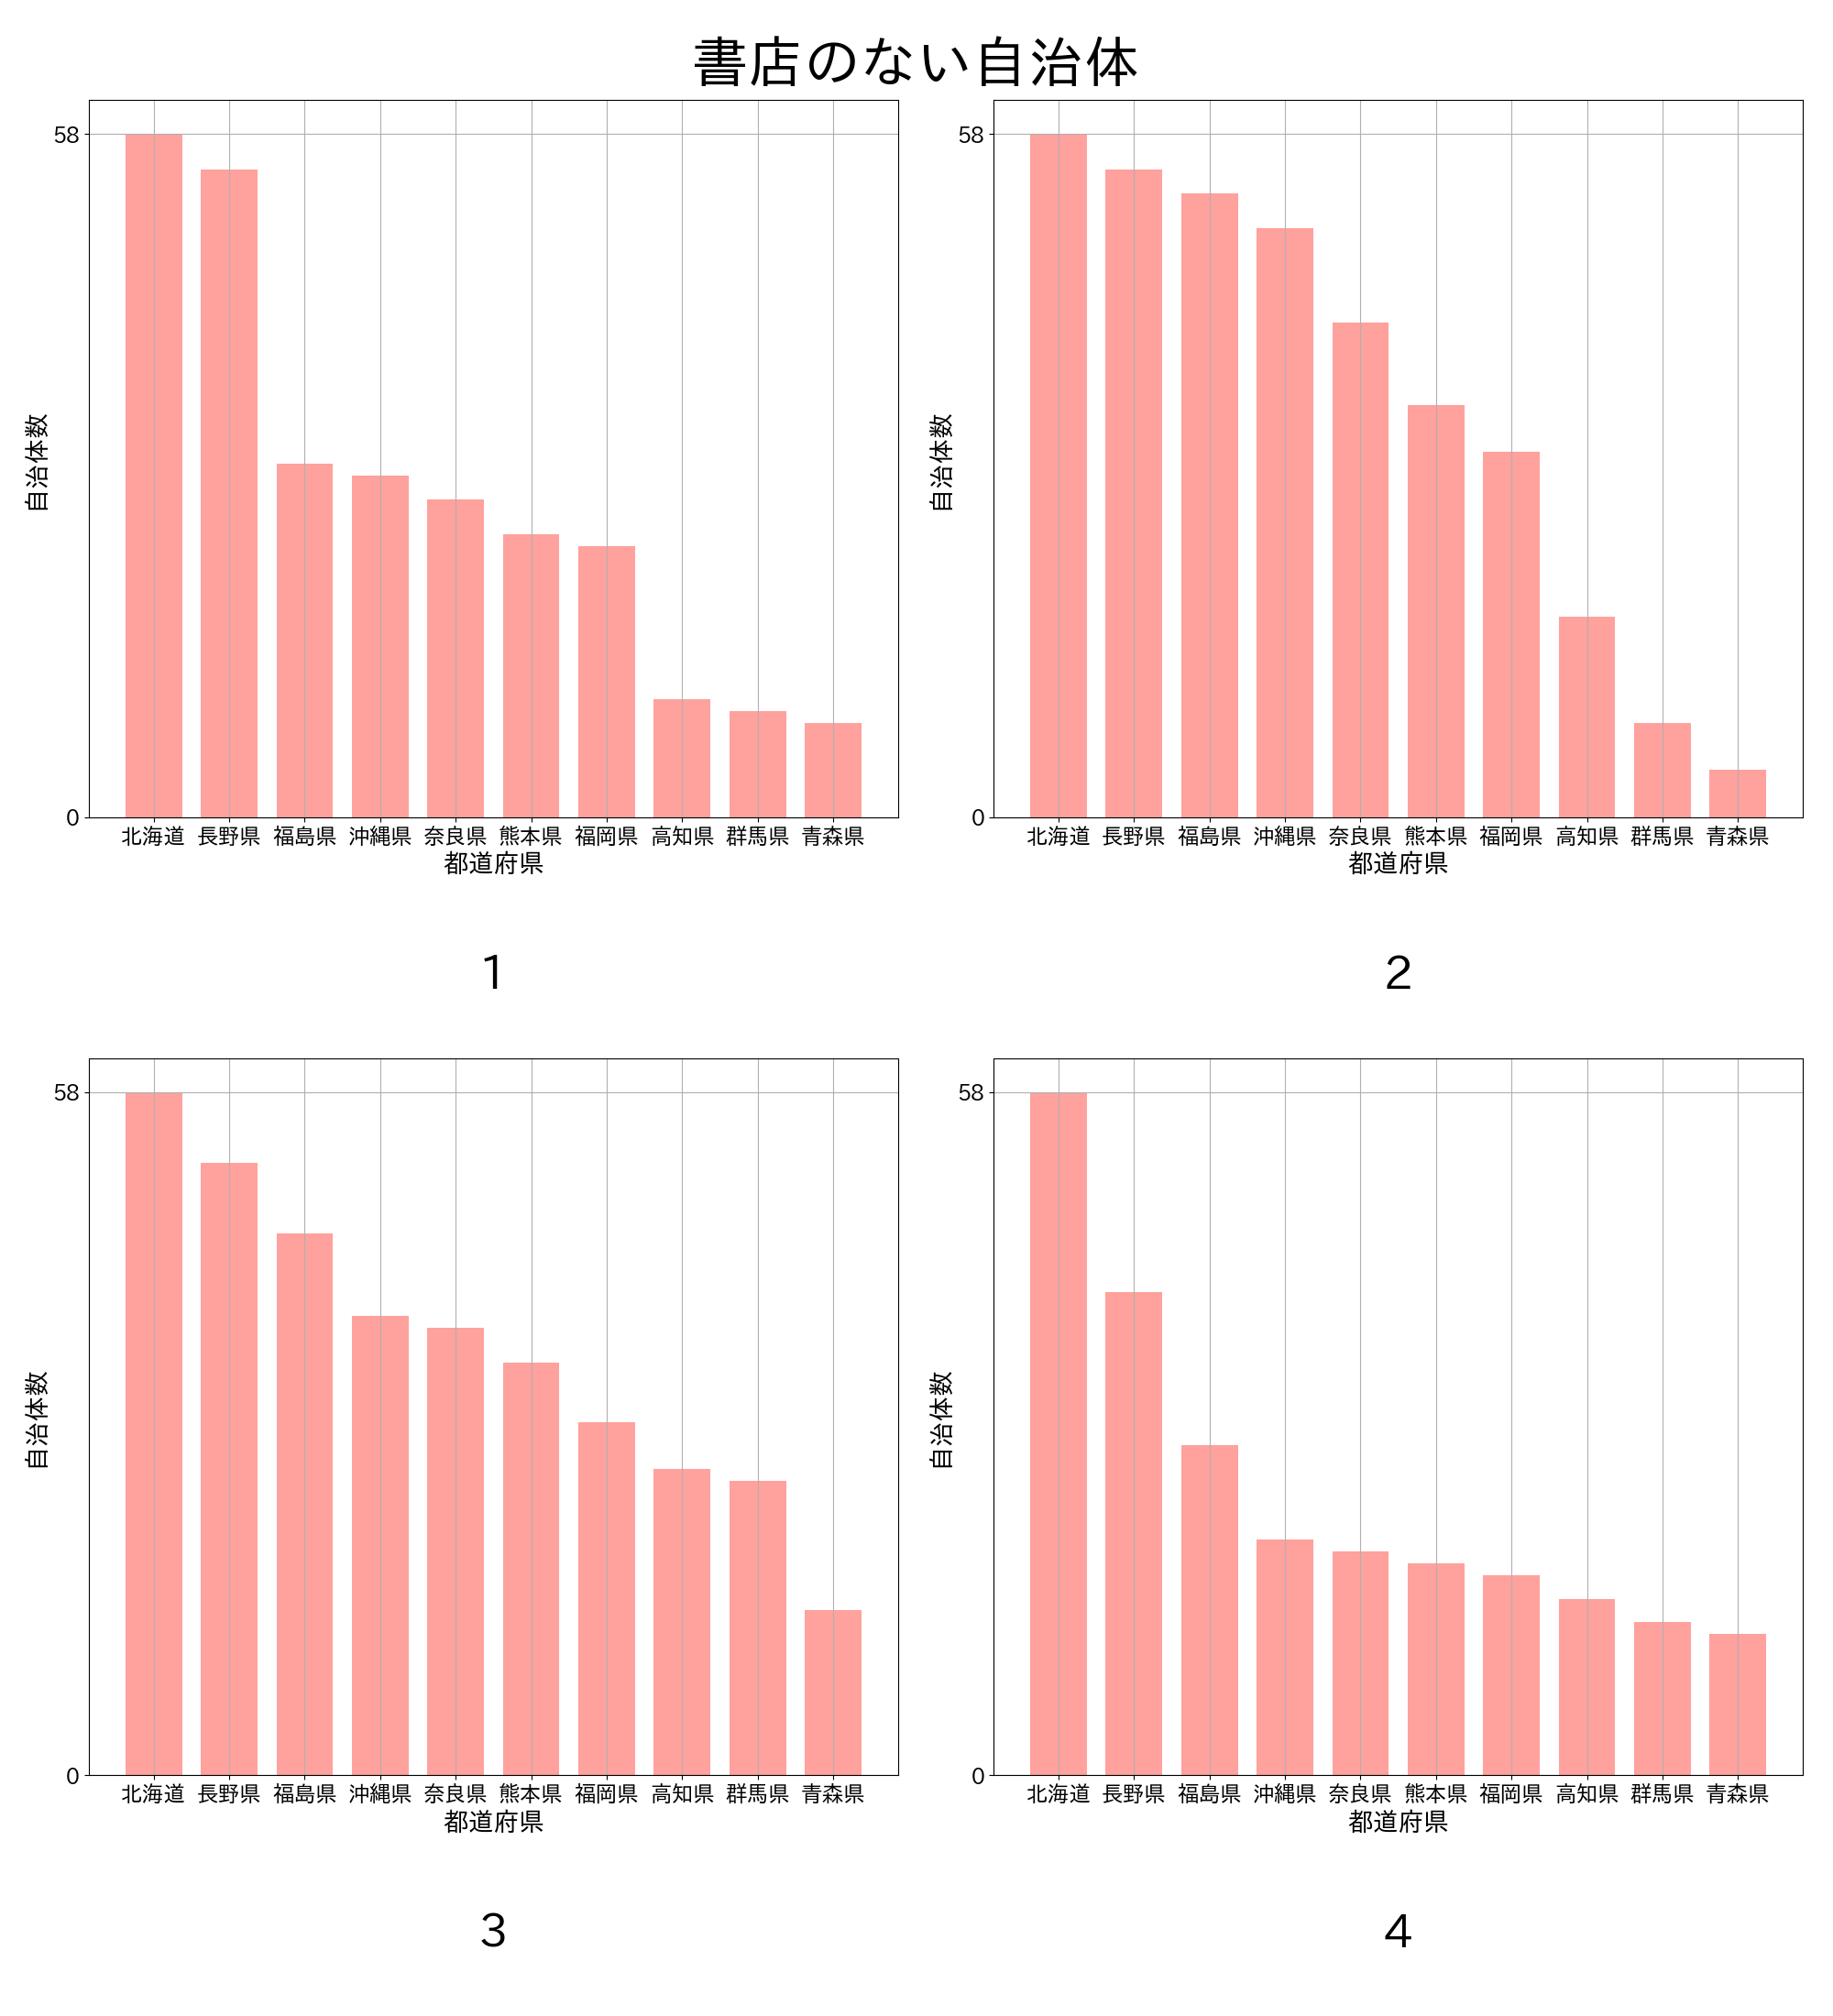 書店のない自治体
58
0
自治体数
北海道 長野県 福島県 沖縄県 奈良県 熊本県 福岡県 高知県 群馬県 青森県
都道府県
1
58
0
自治体数
北海道 長野県 福島県 沖縄県 奈良県 熊本県 福岡県 高知県 群馬県 青森県
都道府県
2
58
0
自治体数
北海道 長野県 福島県 沖縄県 奈良県 熊本県 福岡県 高知県 群馬県 青森県
都道府県
3
58
0
自治体数
北海道 長野県 福島県 沖縄県 奈良県 熊本県 福岡県 高知県 群馬県 青森県
都道府県
4